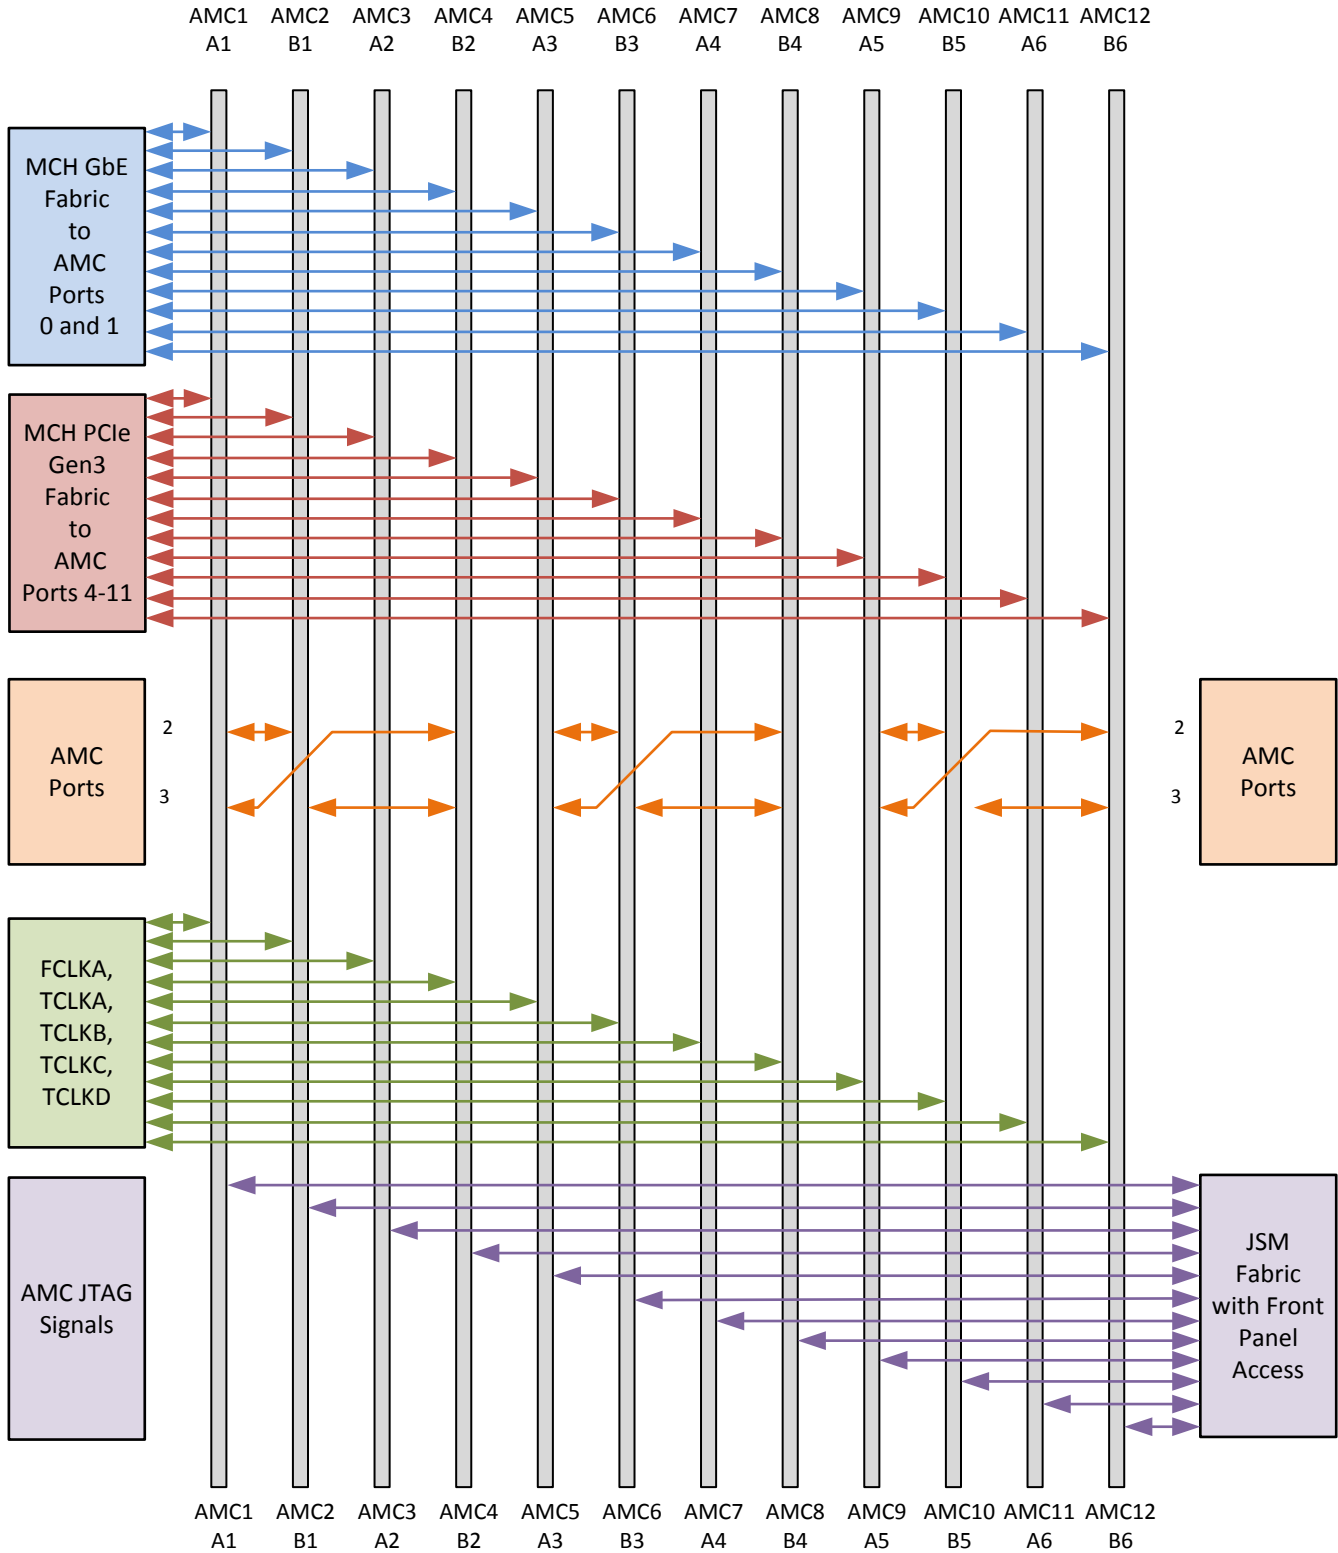 AMC1 AMC2 AMC3 AMC4 AMC5 AMC6 AMC7 AMC8 AMC9 AMC10 AMC11 AMC12
A1 B1 A2 B2 A3 B3 A4 B4 A5 B5 A6 B6
MCH GbE
Fabric
to
AMC
Ports
0 and 1
MCH PCIe
Gen3
Fabric
to
AMC
Ports 4-11
AMC
Ports
2
3
2
3
AMC
Ports
FCLKA,
TCLKA,
TCLKB,
TCLKC,
TCLKD
AMC JTAG
Signals
JSM
Fabric
with Front
Panel
Access
AMC1 AMC2 AMC3 AMC4 AMC5 AMC6 AMC7 AMC8 AMC9 AMC10 AMC11 AMC12
A1 B1 A2 B2 A3 B3 A4 B4 A5 B5 A6 B6